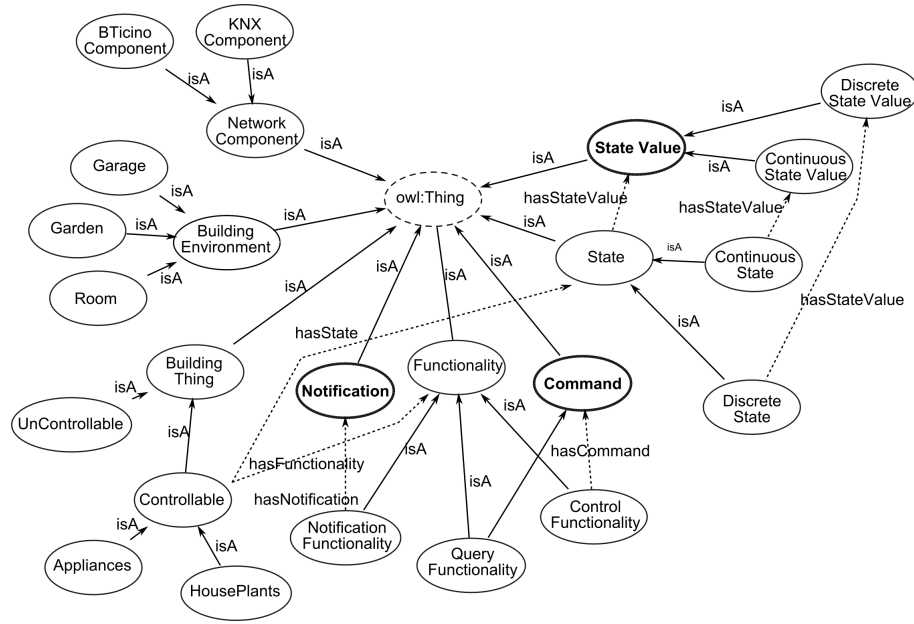 KNX
Component
BTicino
Component
isA
isA
Discrete
State Value
isA
Network
Component
isA
State Value
isA
Continuous
State Value
isA
Garage
isA
owl:Thing
hasStateValue
hasStateValue
Garden
isA
Building
Environment
isA
isA
State
isA
Continuous
State
isA
Room
isA
isA
isA
isA
hasStateValue
isA
hasState
Building
Thing
Functionality
Notification
Command
isA
UnControllable
isA
Discrete
State
isA
isA
hasCommand
hasFunctionality
isA
hasNotification
Controllable
isA
Notification
Functionality
Control
Functionality
isA
Appliances
Query
Functionality
HousePlants